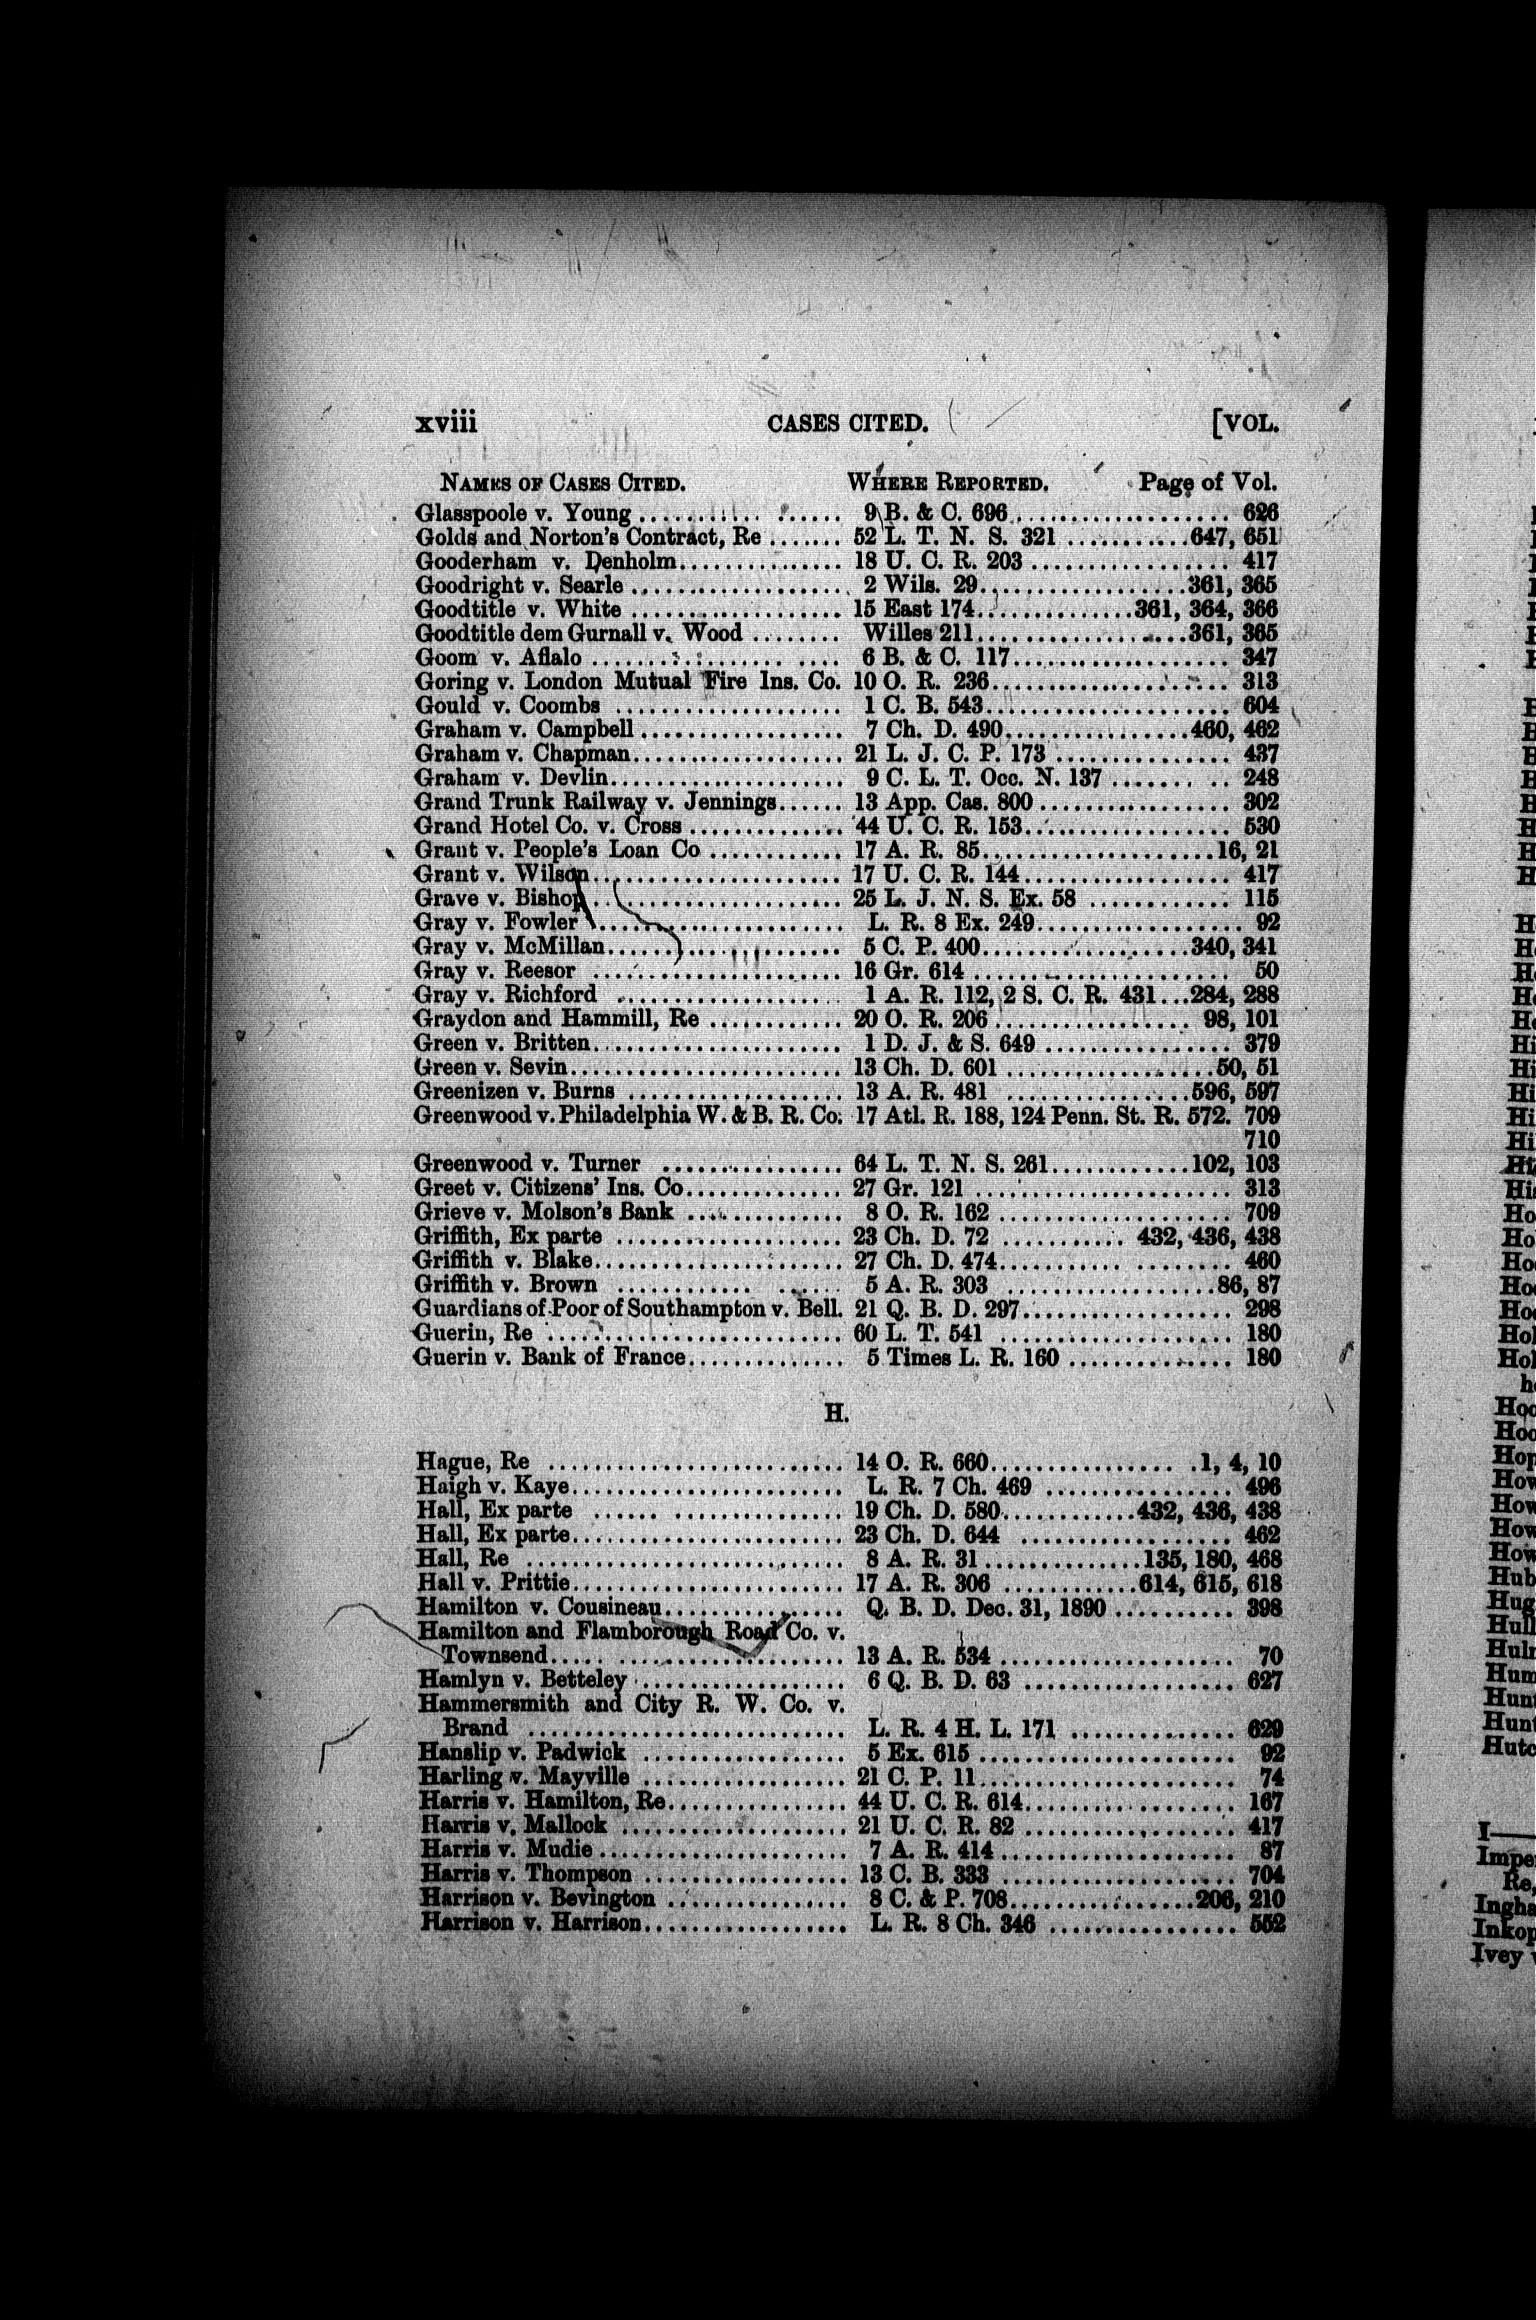 xviii CASES CITED. [VOL.
NAMES OF CASES CITED. WHERE REPORTED. Page of Vol.
Glasspoole v. Young .......... ...... 9 B. & C. 696 .................... 626
Golds and Norton's Contract, Re ....... 52 L. T. N. S. 321 ...........647, 651
Gooderham v. Denholm............... 18 U. C. R. 203 ................. 417
Goodright v. Searle ................... 2 Wils. 29...................361, 365
Goodtitle v. White ................... 15 East 174..............361, 364, 366
Goodtitle dem Gurnall v. Wood ........ Willes 211...................361, 365
Goom v. Aflalo ................. .... 6 B. & C. 117.................... 347
Goring v. London Mutual Fire Ins. Co. 10 O. R. 236..................... 313
Gould v. Coombs .................... 1 C. B. 543...................... 604
Graham v. Campbell.................. 7 Ch. D. 490.................460, 462
Graham v. Chapman................... 21 L. J. C. P. 173 ................ 437
Graham v. Devlin..................... 9 C. L. T. Occ. N. 137 ....... .. 248
Grand Trunk Railway v. Jennings...... 13 App. Cas. 800 ................. 302
Grand Hotel Co. v. Cross .............. 44 U. C. R. 153................... 530
Grant v. People's Loan Co ............ 17 A. R. 85.....................16, 21
Grant v. Wilson...................... 17 U. C. R. 144................... 417
Grave v. Bishop ...................... 25 L. J. N. S. Ex. 58 ............ 115
Gray v. Fowler ...................... L. R. 8 Ex. 249.................. 92
Gray v. McMillan..................... 5 C. P. 400...................340, 341
Gray v. Reesor ...................... 16 Gr. 614 ....................... 50
Gray v. Richford .................... 1 A. R. 112, 2 S. C. R. 431...284, 288
Graydon and Hammill, Re ............ 20 O. R. 206 ................. 98, 101
Green v. Britten...................... 1 D. J. & S. 649 ................. 379
Green v. Sevin........................ 13 Ch. D. 601 ...................50, 51
Greenizen v. Burns ................... 13 A. R. 481 .................596, 597
Greenwood v. Philadelphia W. & B. R. Co. 17 Atl. R. 188, 124 Penn. St. R. 572. 709
710
Greenwood v. Turner ................ 64 L. T. N. S. 261............102, 103
Greet v. Citizens' Ins. Co.............. 27 Gr. 121 ....................... 313
Grieve v. Molson's Bank .............. 8 O. R. 162 ..................... 709
Griffith, Ex parte .................... 23 Ch. D. 72 ........... 432, 436, 438
Griffith v. Blake...................... 27 Ch. D. 474........... ......... 460
Griffith v. Brown ............ ...... 5 A. R. 303 ...................86, 87
Guardians of Poor of Southampton v. Bell. 21 Q. B. D. 297................... 298
Guerin, Re .......................... 60 L. T. 541 ..................... 180
Guerin v. Bank of France.............. 5 Times L. R. 160 ............... 180
H.
Hague, Re .......................... 14 O. R. 660................. .1, 4, 10
Haigh v. Kaye........................ L. R. 7 Ch. 469 ................. 496
Hall, Ex parte ...... ............... 19 Ch. D. 580............432, 436, 438
Hall, Ex parte........................ 23 Ch. D. 644 ................... 462
Hall, Re ............................ 8 A. R. 31...............135, 180, 468
Hall v. Prittie........................ 17 A. R. 306 ............614, 615, 618
Hamilton v. Cousineau................ Q. B. D. Dec. 31, 1890 .......... 398
Hamilton and Flamborough Road Co. v.
Townsend..... .................... 13 A. R. 534 ..................... 70
Hamlyn v. Betteley .................. 6 Q. B. D. 63 ................... 627
Hammersmith and City R. W. Co. v.
Brand ............................ L. R. 4 H. L. 171 ............... 629
Hanslip v. Padwick .................. 5 Ex. 615 ....................... 92
Harling v. Mayville .................. 21 C. P. 11....................... 74
Harris v. Hamilton, Re................ 44 U. C. R. 614................... 167
Harris v. Mallock .................... 21 U. C. R. 82 ................... 417
Harris v. Mudie...................... 7 A. R. 414 ..................... 87
Harris v. Thompson .................. 13 C. B. 333 ..................... 704
Harrison v. Bevington ................ 8 C. & P. 708.................206, 210
Harrison v. Harrison.................. L. R. 8 Ch. 346 ................. 552